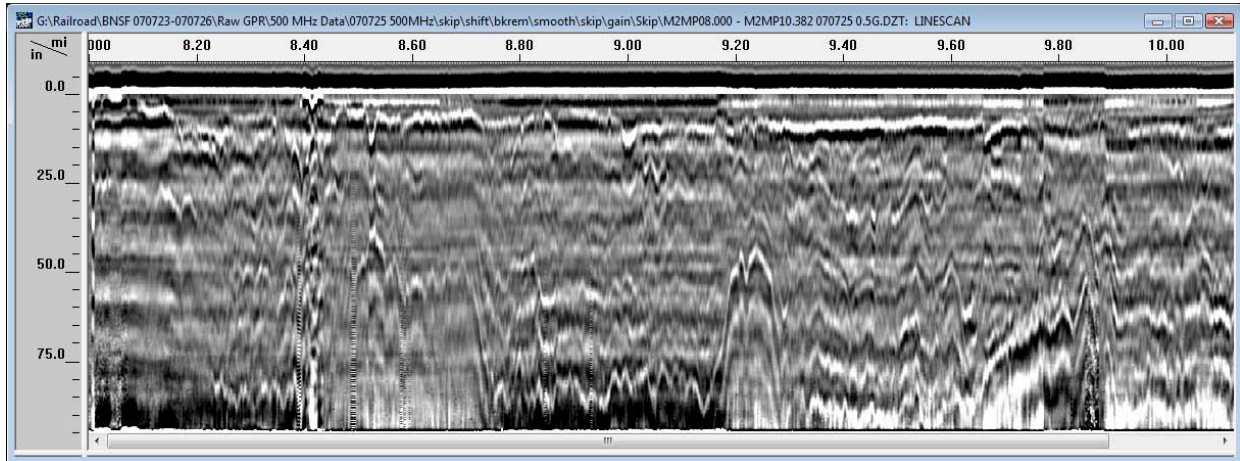 G:\Railroad\BNSF 070723-070726\Raw GPR\500 MHz Data\070725 500MHz\skip\shift\bkrem\smooth\skip\gain\Skip\M2MP08.000 - M2MP10.382 070725 0.5G.DZT: LINESCAN
mi
in
000 8.20 8.40 8.60 8.80 9.00 9.20 9.40 9.60 9.80 10.00
0.0
25.0
50.0
75.0